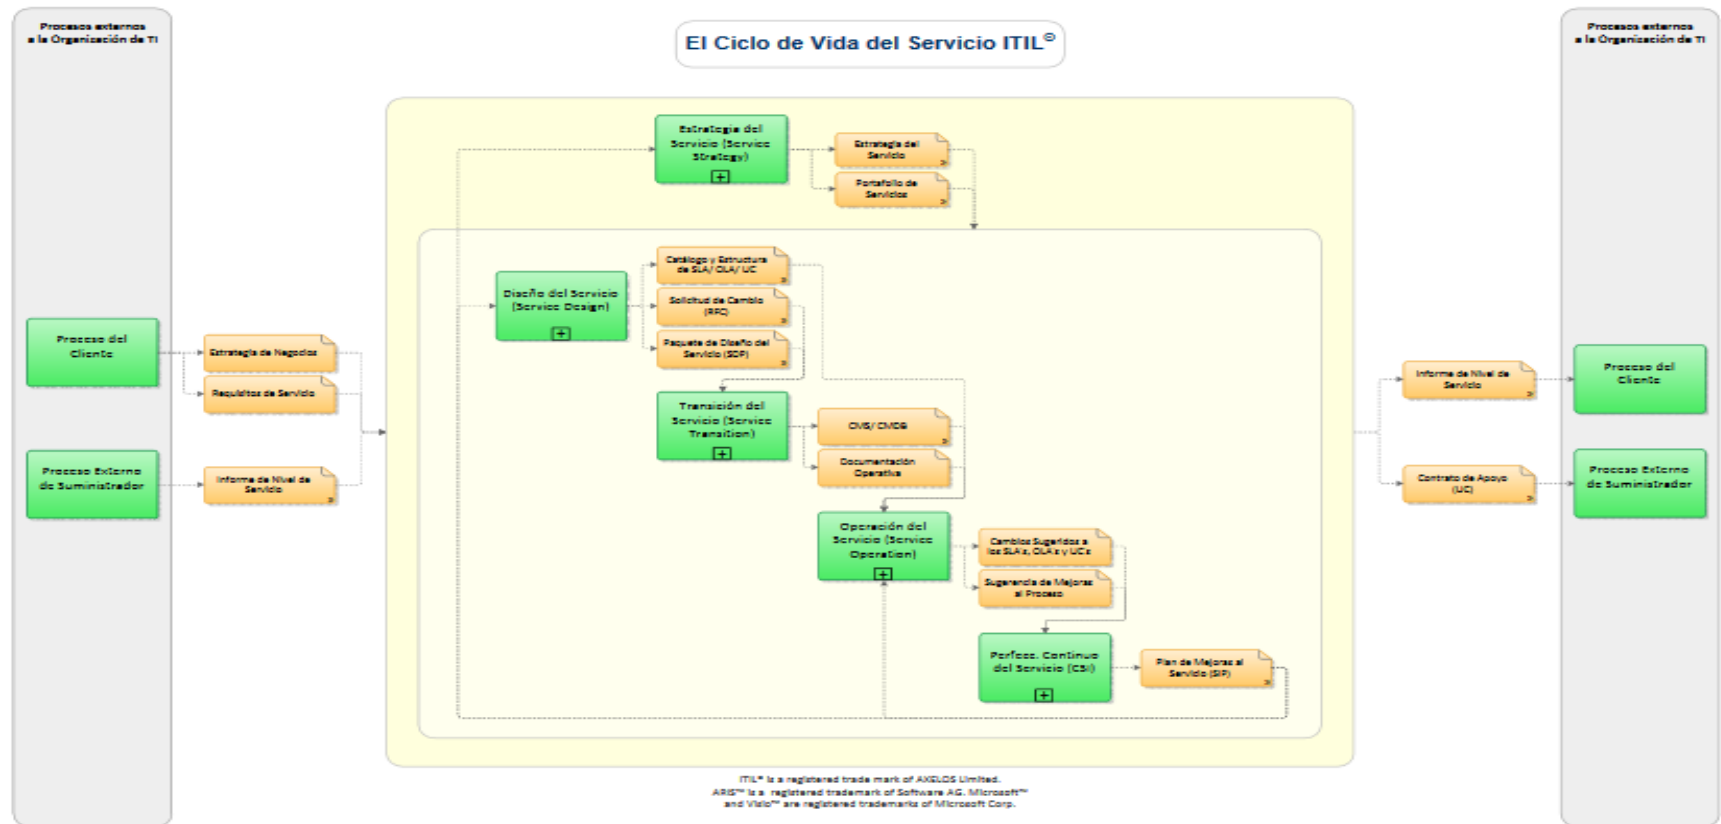 Procesos externos
a la Organización de TI
El Ciclo de Vida del Servicio ITIL®
Procesos externos
a la Organización de TI
Estrategia del
Servicio (Service
Strategy)
Estrategia del
Servicio
Portafolio de
Servicios
Diseño del Servicio
(Service Design)
Catálogo y Estructura
de SLA/ OLA/ UC
Solicitud de Cambio
(RFC)
Paquete de Diseño del
Servicio (SDP)
Proceso del
Cliente
Estrategia de Negocios
Requisitos de Servicio
Proceso Externo
de Suministrador
Informe de Nivel de
Servicio
Transición del
Servicio (Service
Transition)
CMS/ CMDB
Documentación
Operativa
Operación del
Servicio (Service
Operation)
Cambios Sugeridos a
los SLA's, OLA's y UC's
Sugerencia de Mejoras
al Proceso
Perfecc. Continuo
del Servicio (CSI)
Plan de Mejoras al
Servicio (SIP)
Informe de Nivel de
Servicio
Proceso del
Cliente
Contrato de Apoyo
(UC)
Proceso Externo
de Suministrador
ITIL® is a registered trade mark of AXELOS Limited.
ARIS™ is a registered trademark of Software AG. Microsoft™
and Visio™ are registered trademarks of Microsoft Corp.